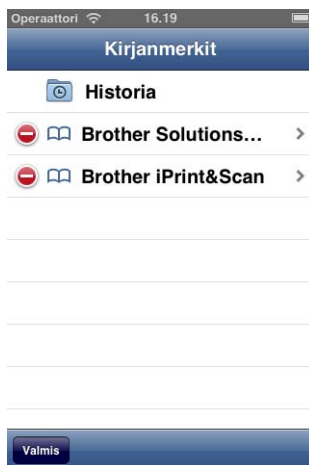 Operaattori 16.19
Kirjanmerkit
Historia
Brother Solutions...
Brother iPrint&Scan
Valmis